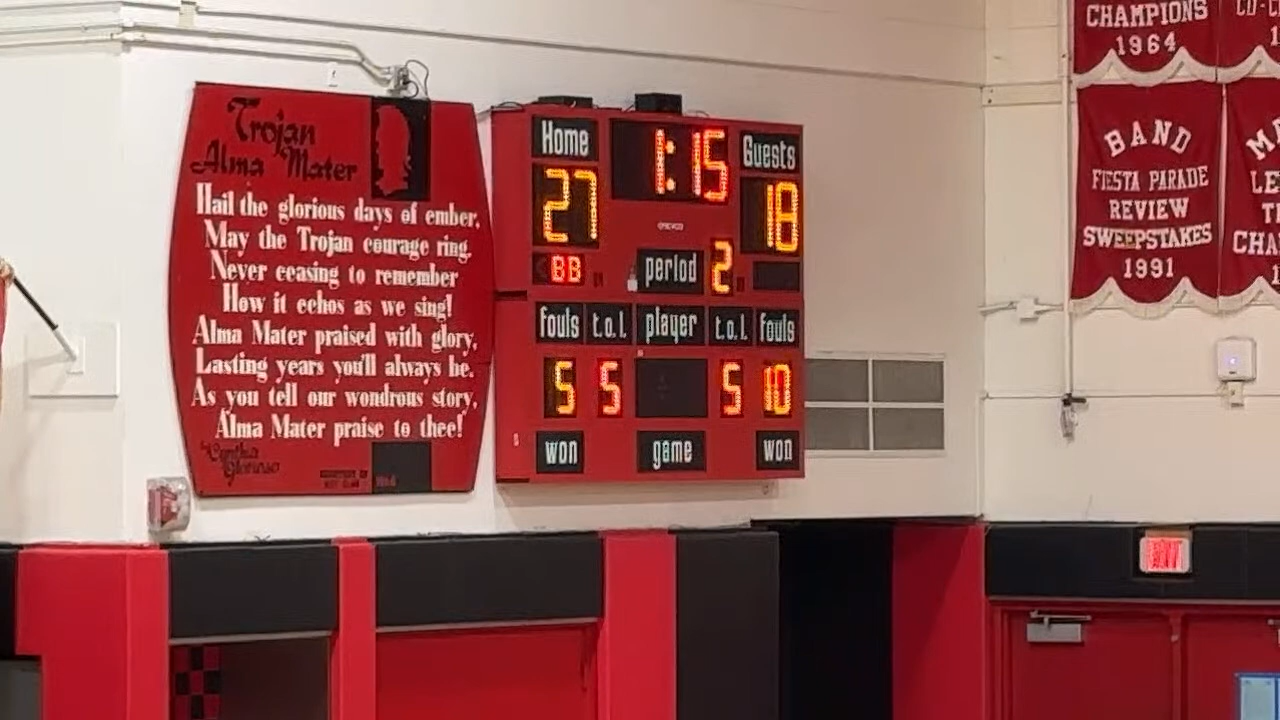 Trojan
Alma Mater
Hail the glorious days of ember,
May the Trojan courage ring.
Never ceasing to remember
How it echos as we sing!
Alma Mater praised with glory,
Lasting years you'll always be.
As you tell our wondrous story,
Alma Mater praise to thee!
by Cynthia
Glorioso
Home
1:15
Guests
27
18
BB
period
2
fouls
t.o.l.
player
t.o.l.
fouls
5
5
5
10
won
game
won
CHAMPIONS
1964
BAND
FIESTA PARADE
REVIEW
SWEEPSTAKES
1991